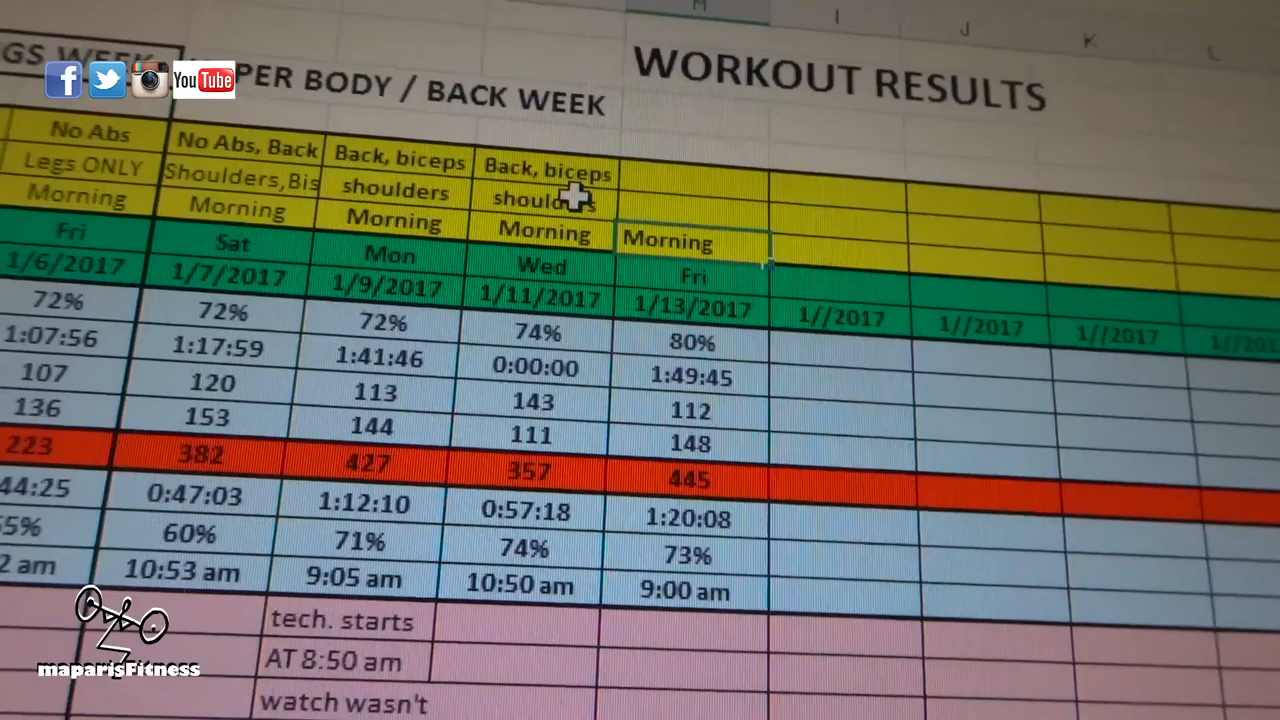 H I J K L
GS WEEK
PER BODY / BACK WEEK
WORKOUT RESULTS
f YouTube
No Abs No Abs, Back Back, biceps Back, biceps
Legs ONLY Shoulders, Bis shoulders
Morning Morning Morning Morning Morning
Fri Sat Mon Wed Fri
1/6/2017 1/7/2017 1/9/2017 1/11/2017 1/13/2017 1//2017 1//2017 1//2017 1//201
72% 72% 72% 74% 80%
1:07:56 1:17:59 1:41:46 0:00:00 1:49:45
107 120 113 143 112
136 153 144 111 148
223 382 427 357 445
44:25 0:47:03 1:12:10 0:57:18 1:20:08
5% 60% 71% 74% 73%
2 am 10:53 am 9:05 am 10:50 am 9:00 am
tech. starts
AT 8:50 am
watch wasn't
maparisFitness